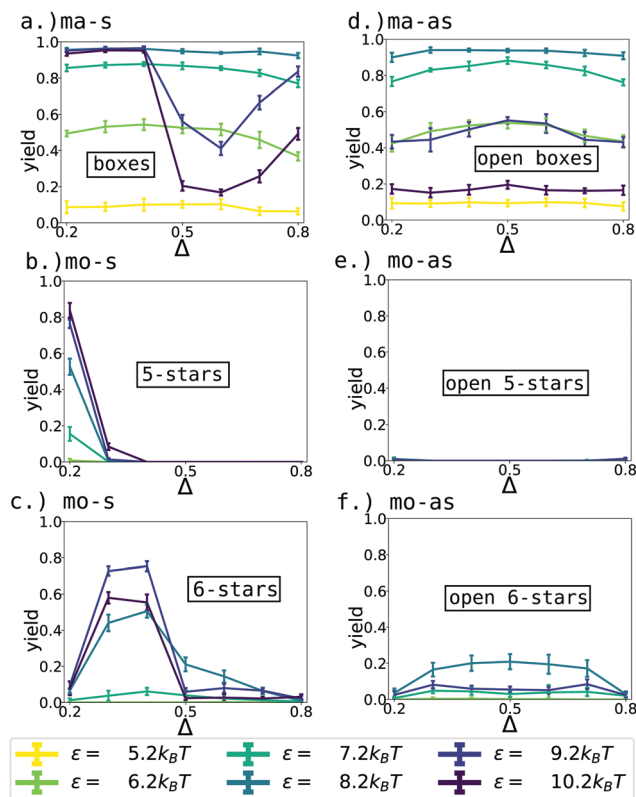 a.)ma-s
1.0
0.8
0.6
0.4
0.2
0.0
yield
boxes
0.2
0.5
0.8
Δ
d.)ma-as
1.0
0.8
0.6
0.4
0.2
0.0
yield
open boxes
0.2
0.5
0.8
Δ
b.)mo-s
1.0
0.8
0.6
0.4
0.2
0.0
yield
5-stars
0.2
0.5
0.8
Δ
e.) mo-as
1.0
0.8
0.6
0.4
0.2
0.0
yield
open 5-stars
0.2
0.5
0.8
Δ
c.) mo-s
1.0
0.8
0.6
0.4
0.2
0.0
yield
6-stars
0.2
0.5
0.8
Δ
f.) mo-as
1.0
0.8
0.6
0.4
0.2
0.0
yield
open 6-stars
0.2
0.5
0.8
Δ
ε = 5.2k_BT
ε = 7.2k_BT
ε = 9.2k_BT
ε = 6.2k_BT
ε = 8.2k_BT
ε = 10.2k_BT